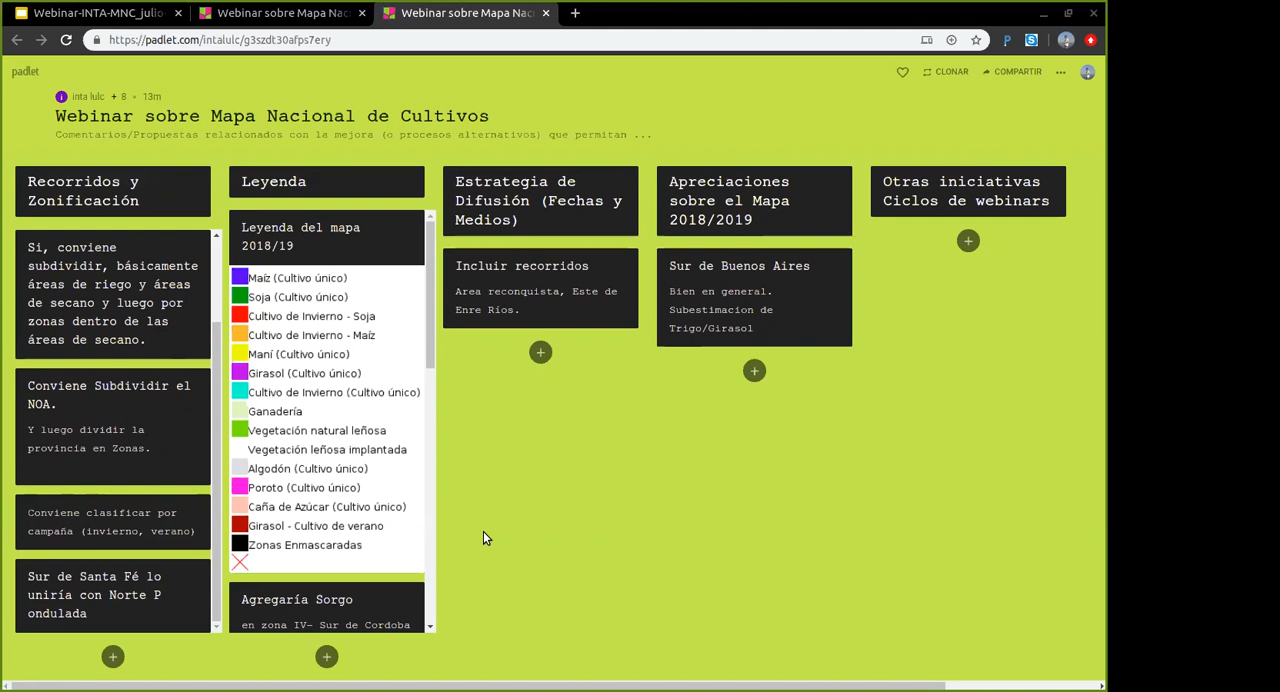 Webinar-INTA-MNC_julio-
Webinar sobre Mapa Nac
Webinar sobre Mapa Nac
https://padlet.com/intalulc/g3szdt30afps7ery
padlet
CLONAR
COMPARTIR
inta lulc + 8 • 13m
Webinar sobre Mapa Nacional de Cultivos
Comentarios/Propuestas relacionados con la mejora (o procesos alternativos) que permitan ...
Recorridos y
Zonificación
Si, conviene
subdividir, básicamente
áreas de riego y áreas
de secano y luego por
zonas dentro de las
áreas de secano.
Conviene Subdividir el
NOA.
Y luego dividir la
provincia en Zonas.
Conviene clasificar por
campaña (invierno, verano)
Sur de Santa Fé lo
uniría con Norte P
ondulada
Leyenda
Leyenda del mapa
2018/19
Maíz (Cultivo único)
Soja (Cultivo único)
Cultivo de Invierno - Soja
Cultivo de Invierno - Maíz
Maní (Cultivo único)
Girasol (Cultivo único)
Cultivo de Invierno (Cultivo único)
Ganadería
Vegetación natural leñosa
Vegetación leñosa implantada
Algodón (Cultivo único)
Poroto (Cultivo único)
Caña de Azúcar (Cultivo único)
Girasol - Cultivo de verano
Zonas Enmascaradas
Agregaría Sorgo
en zona IV- Sur de Cordoba
Estrategia de
Difusión (Fechas y
Medios)
Incluir recorridos
Area reconquista, Este de
Enre Ríos.
Apreciaciones
sobre el Mapa
2018/2019
Sur de Buenos Aires
Bien en general.
Subestimacion de
Trigo/Girasol
Otras iniciativas
Ciclos de webinars